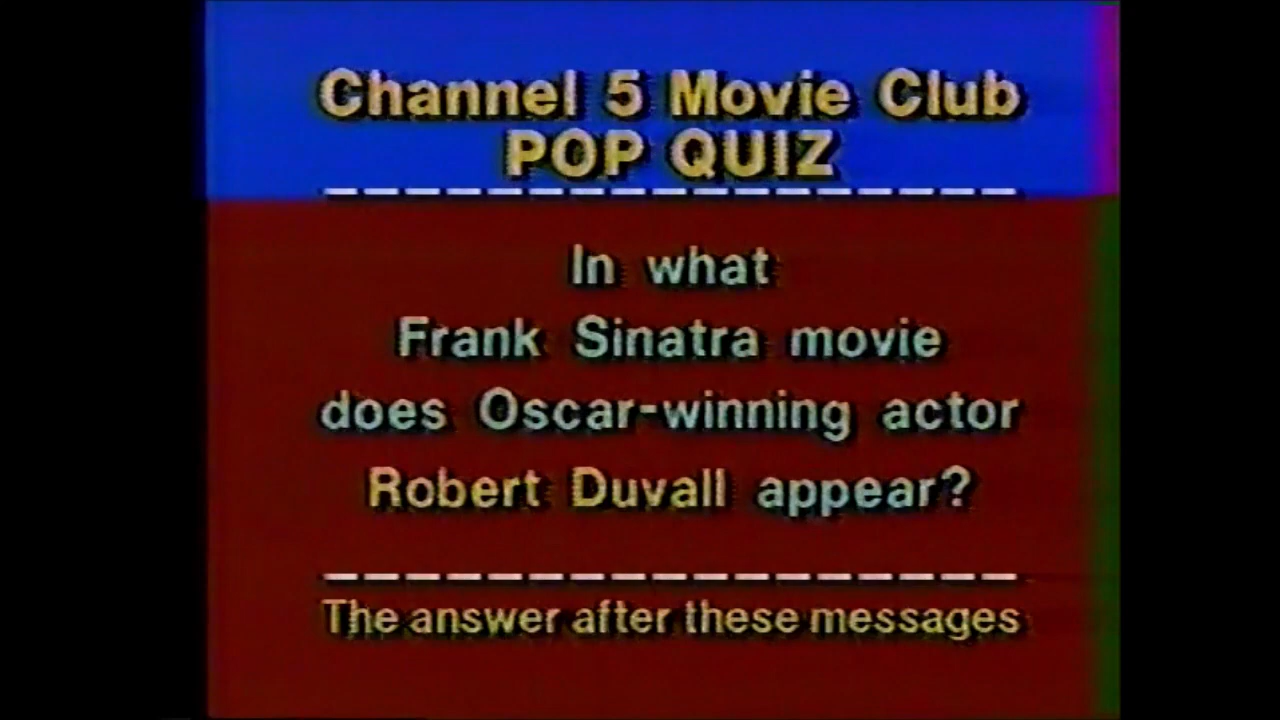 Channel 5 Movie Club
POP QUIZ
In what
Frank Sinatra movie
does Oscar-winning actor
Robert Duvall appear?
The answer after these messages